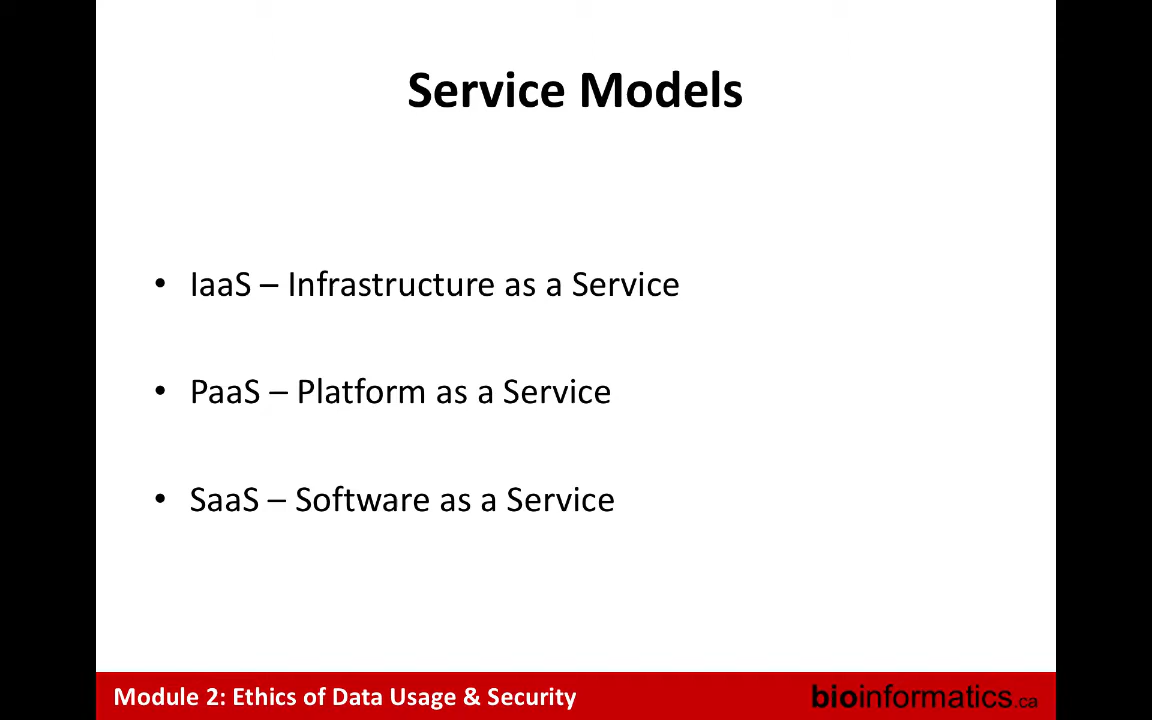 Service Models
• IaaS – Infrastructure as a Service
• PaaS – Platform as a Service
• SaaS – Software as a Service
Module 2: Ethics of Data Usage & Security
bioinformatics.ca